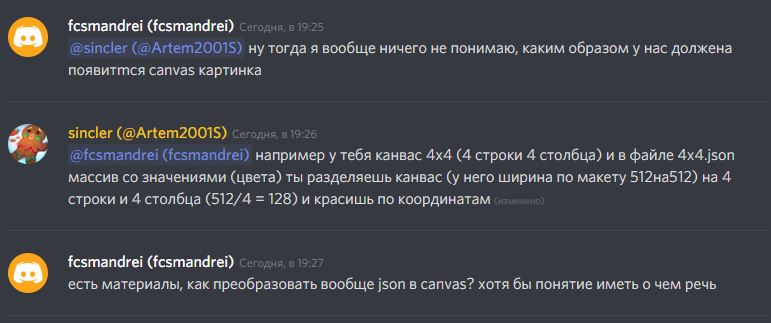 fcsmandrei (fcsmandrei) Сегодня, в 19:25
@sincler (@Artem2001S) ну тогда я вообще ничего не понимаю, каким образом у нас должена
появитmся canvas картинка
sincler (@Artem2001S) Сегодня, в 19:26
@fcsmandrei (fcsmandrei) например у тебя канвас 4x4 (4 строки 4 столбца) и в файле 4x4.json
массив со значениями (цвета) ты разделяешь канвас (у него ширина по макету 512на512) на 4
строки и 4 столбца (512/4 = 128) и красишь по координатам (изменено)
fcsmandrei (fcsmandrei) Сегодня, в 19:27
есть материалы, как преобразовать вообще json в canvas? хотя бы понятие иметь о чем речь